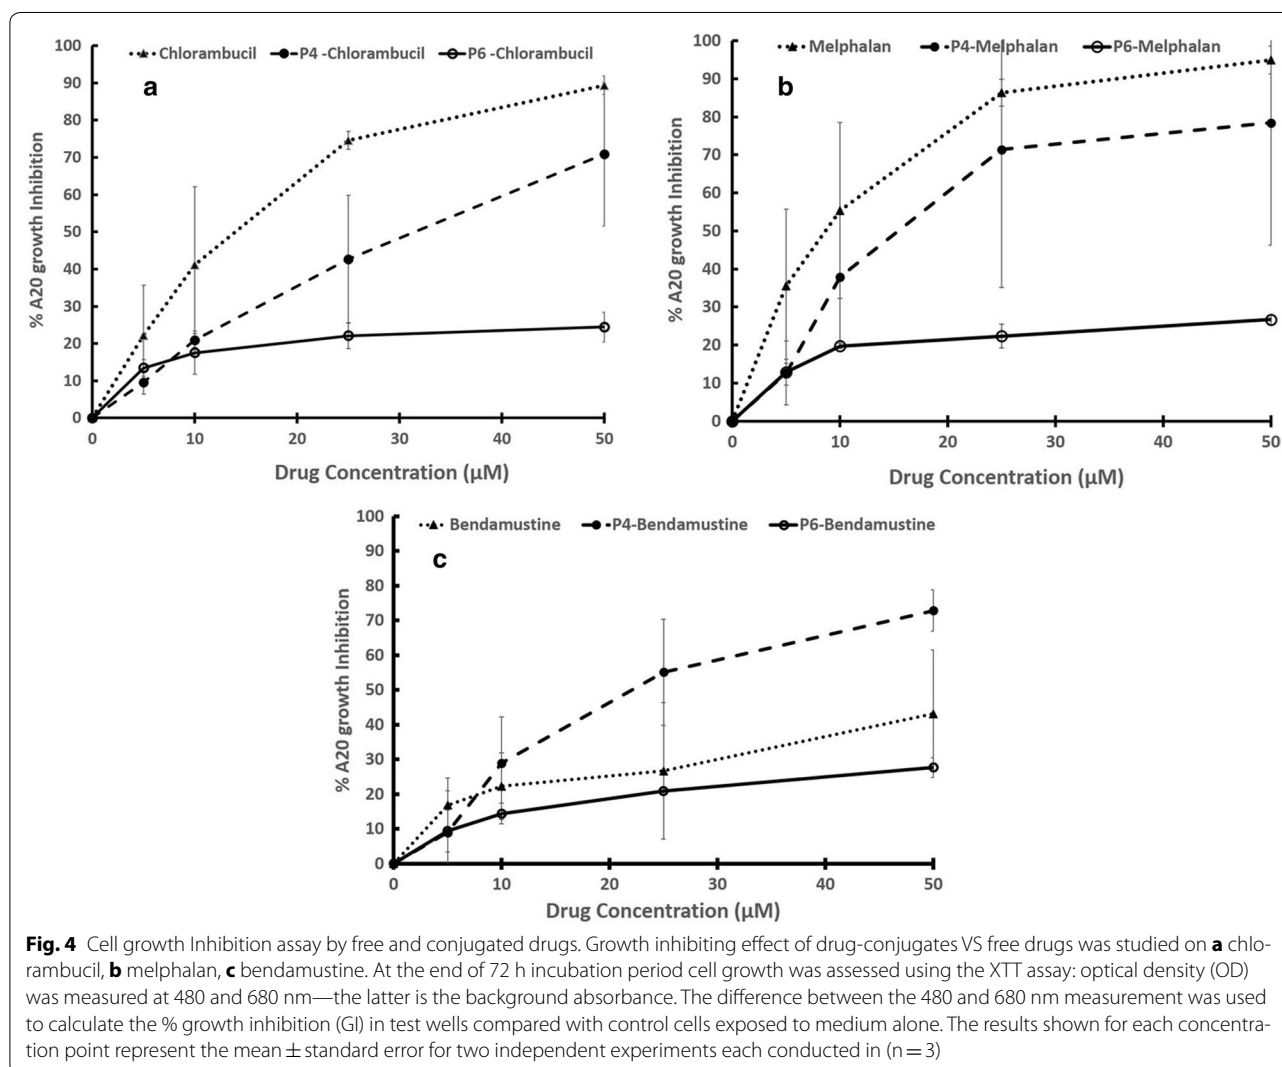 Chlorambucil P4 -Chlorambucil P6 -Chlorambucil
a
100
90
80
70
60
50
40
30
20
10
0
% A20 growth Inhibition
0 10 20 30 40 50
Drug Concentration (µM)
Melphalan P4-Melphalan P6-Melphalan
b
100
90
80
70
60
50
40
30
20
10
0
% A20 growth Inhibition
0 10 20 30 40 50
Drug Concentration (µM)
Bendamustine P4-Bendamustine P6-Bendamustine
c
100
90
80
70
60
50
40
30
20
10
0
% A20 growth Inhibition
0 10 20 30 40 50
Drug Concentration (µM)
Fig. 4 Cell growth Inhibition assay by free and conjugated drugs. Growth inhibiting effect of drug-conjugates VS free drugs was studied on a chlo-
rambucil, b melphalan, c bendamustine. At the end of 72 h incubation period cell growth was assessed using the XTT assay: optical density (OD)
was measured at 480 and 680 nm—the latter is the background absorbance. The difference between the 480 and 680 nm measurement was used
to calculate the % growth inhibition (GI) in test wells compared with control cells exposed to medium alone. The results shown for each concentra-
tion point represent the mean ± standard error for two independent experiments each conducted in (n = 3)